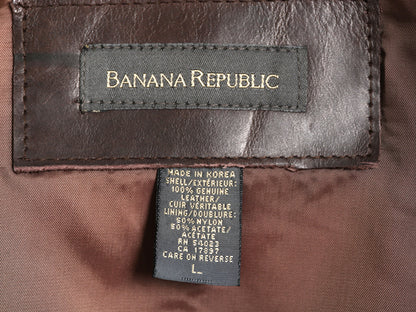 BANANA REPUBLIC
MADE IN KOREA
SHELL/EXTÉRIEUR:
100% GENUINE
LEATHER/
CUIR VÉRITABLE
LINING/DOUBLURE:
50% NYLON
50% ACETATE/
ACÉTATE
RN 54023
CA 17897
CARE ON REVERSE
L